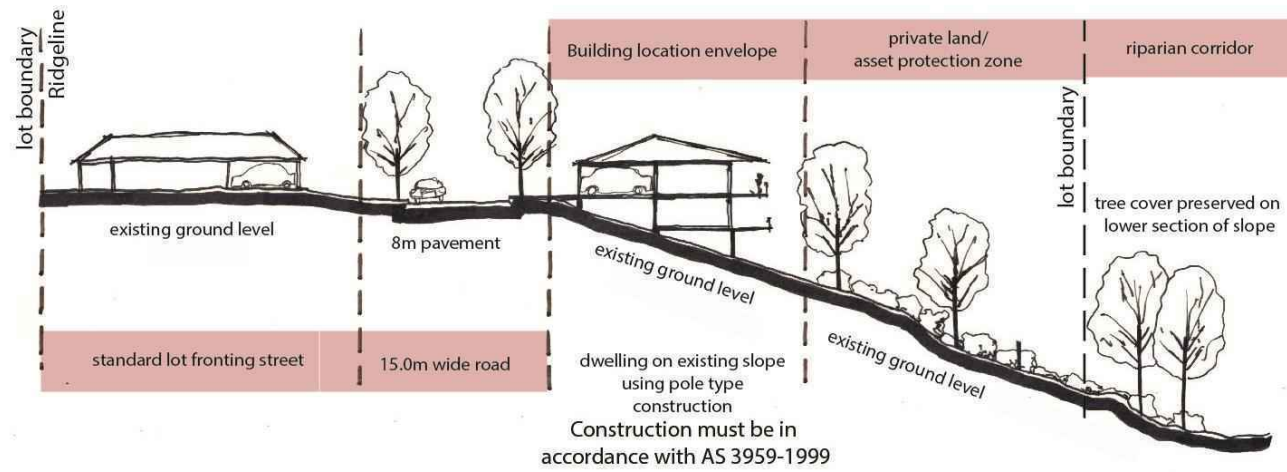 lot boundary
Ridgeline
Building location envelope
private land/
asset protection zone
riparian corridor
lot boundary
existing ground level
8m pavement
existing ground level
existing ground level
tree cover preserved on
lower section of slope
standard lot fronting street
15.0m wide road
dwelling on existing slope
using pole type
construction
Construction must be in
accordance with AS 3959-1999